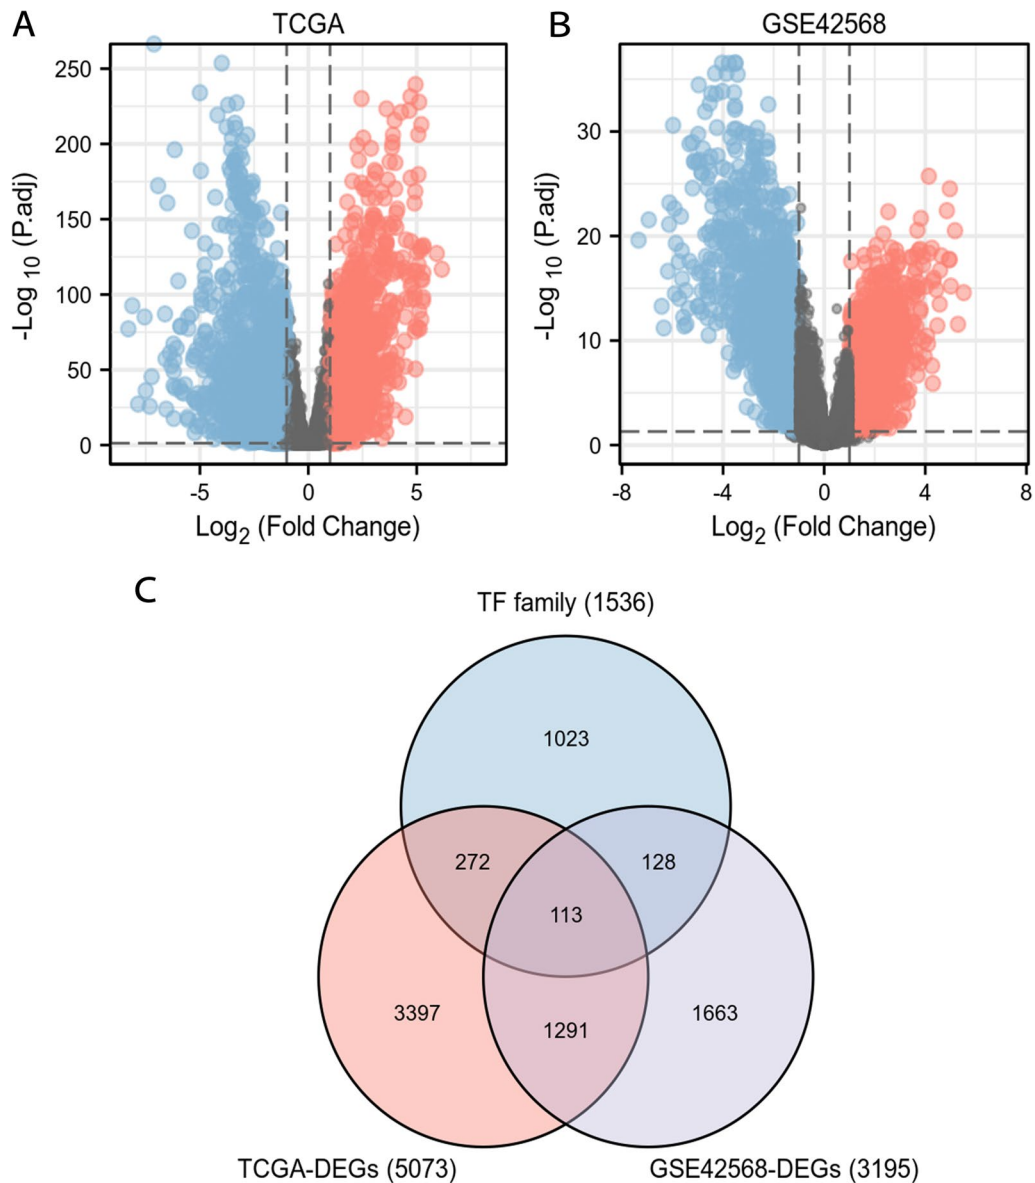 A
TCGA
-Log 10 (P.adj)
250
200
150
100
50
0
-5
0
5
Log2 (Fold Change)
B
GSE42568
-Log 10 (P.adj)
30
20
10
0
-8
-4
0
4
8
Log2 (Fold Change)
C
TF family (1536)
1023
272
128
113
3397
1291
1663
TCGA-DEGs (5073)
GSE42568-DEGs (3195)